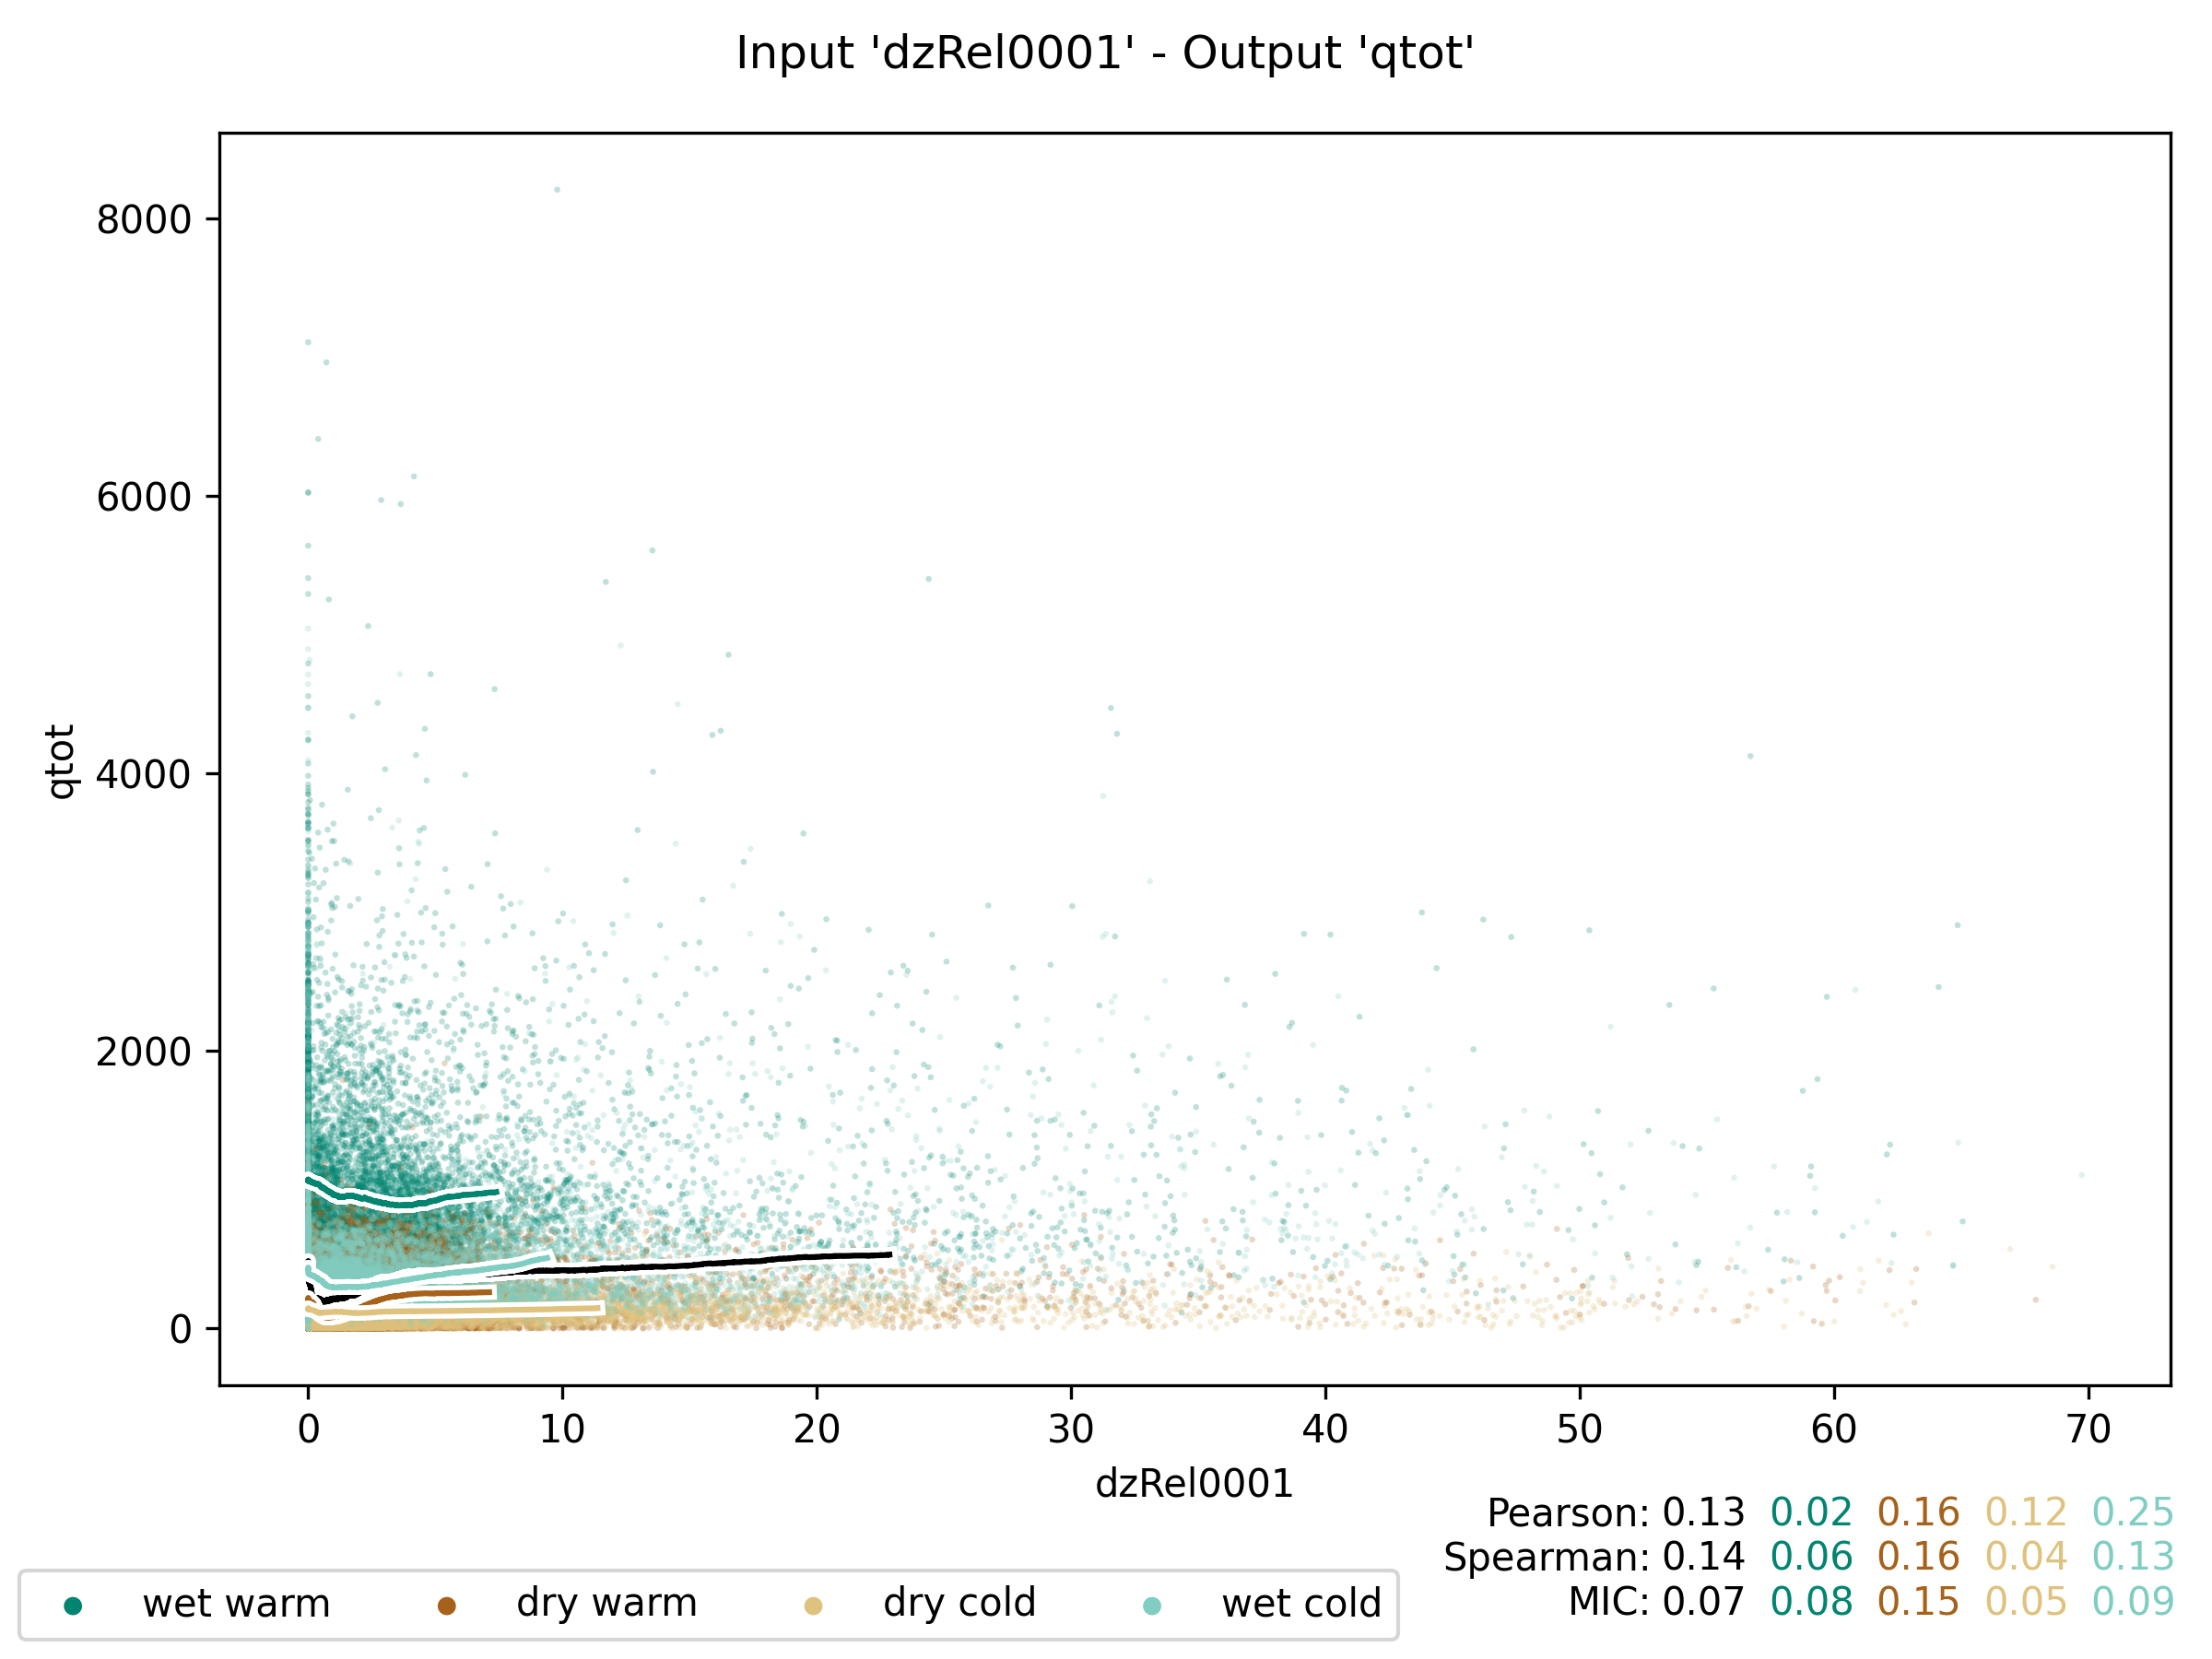 Input 'dzRel0001' - Output 'qtot'
8000
6000
4000
2000
0
qtot
0 10 20 30 40 50 60 70
dzRel0001
Pearson: 0.13 0.02 0.16 0.12 0.25
Spearman: 0.14 0.06 0.16 0.04 0.13
MIC: 0.07 0.08 0.15 0.05 0.09
wet warm dry warm dry cold wet cold